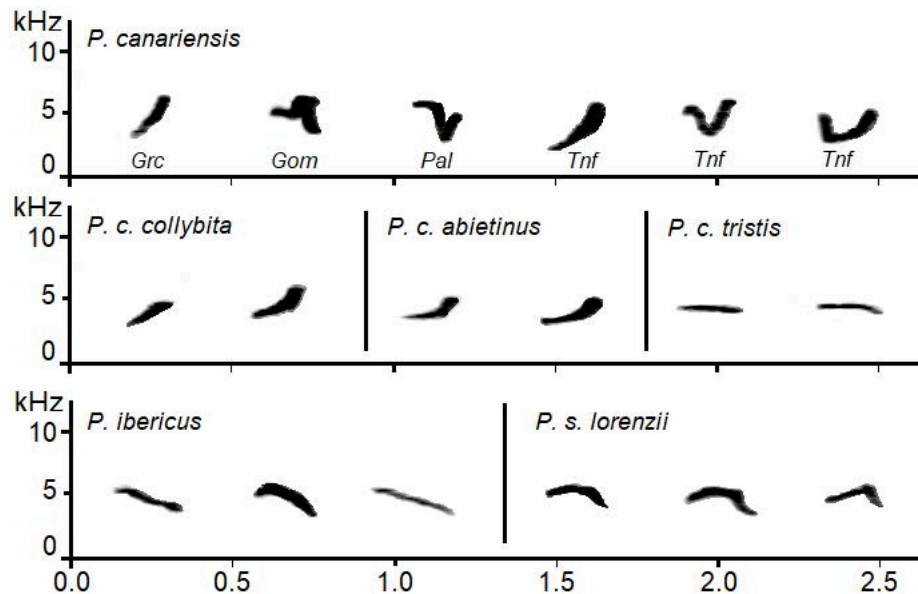 kHz
P. canariensis
10
5
0
Grc Gom Pal Tnf Tnf Tnf
kHz
P. c. collybita P. c. abietinus P. c. tristis
10
5
0
kHz
P. ibericus P. s. lorenzii
10
5
0
0.0 0.5 1.0 1.5 2.0 2.5